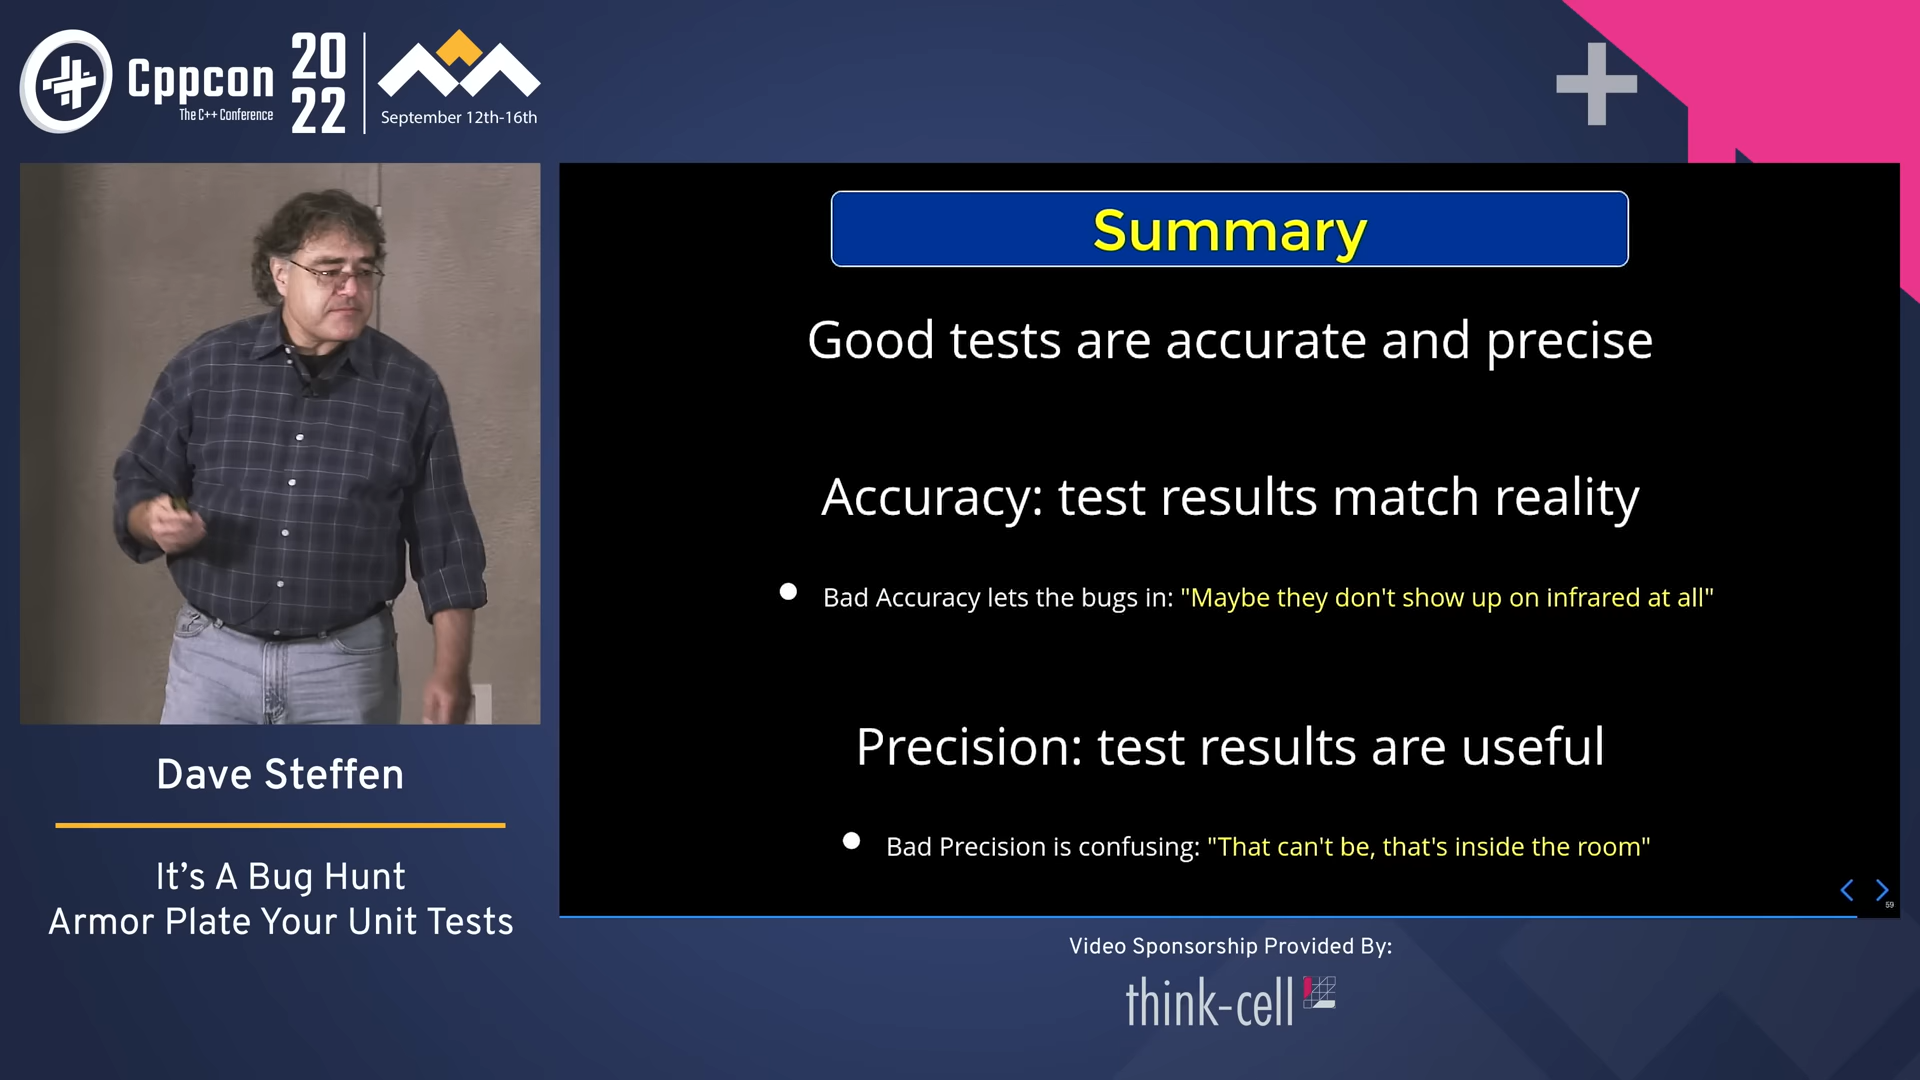 Cppcon
The C++ Conference
20
22
September 12th-16th
Summary
Good tests are accurate and precise
Accuracy: test results match reality
Bad Accuracy lets the bugs in: "Maybe they don't show up on infrared at all"
Precision: test results are useful
Bad Precision is confusing: "That can't be, that's inside the room"
59
Dave Steffen
It's A Bug Hunt
Armor Plate Your Unit Tests
Video Sponsorship Provided By:
think-cell